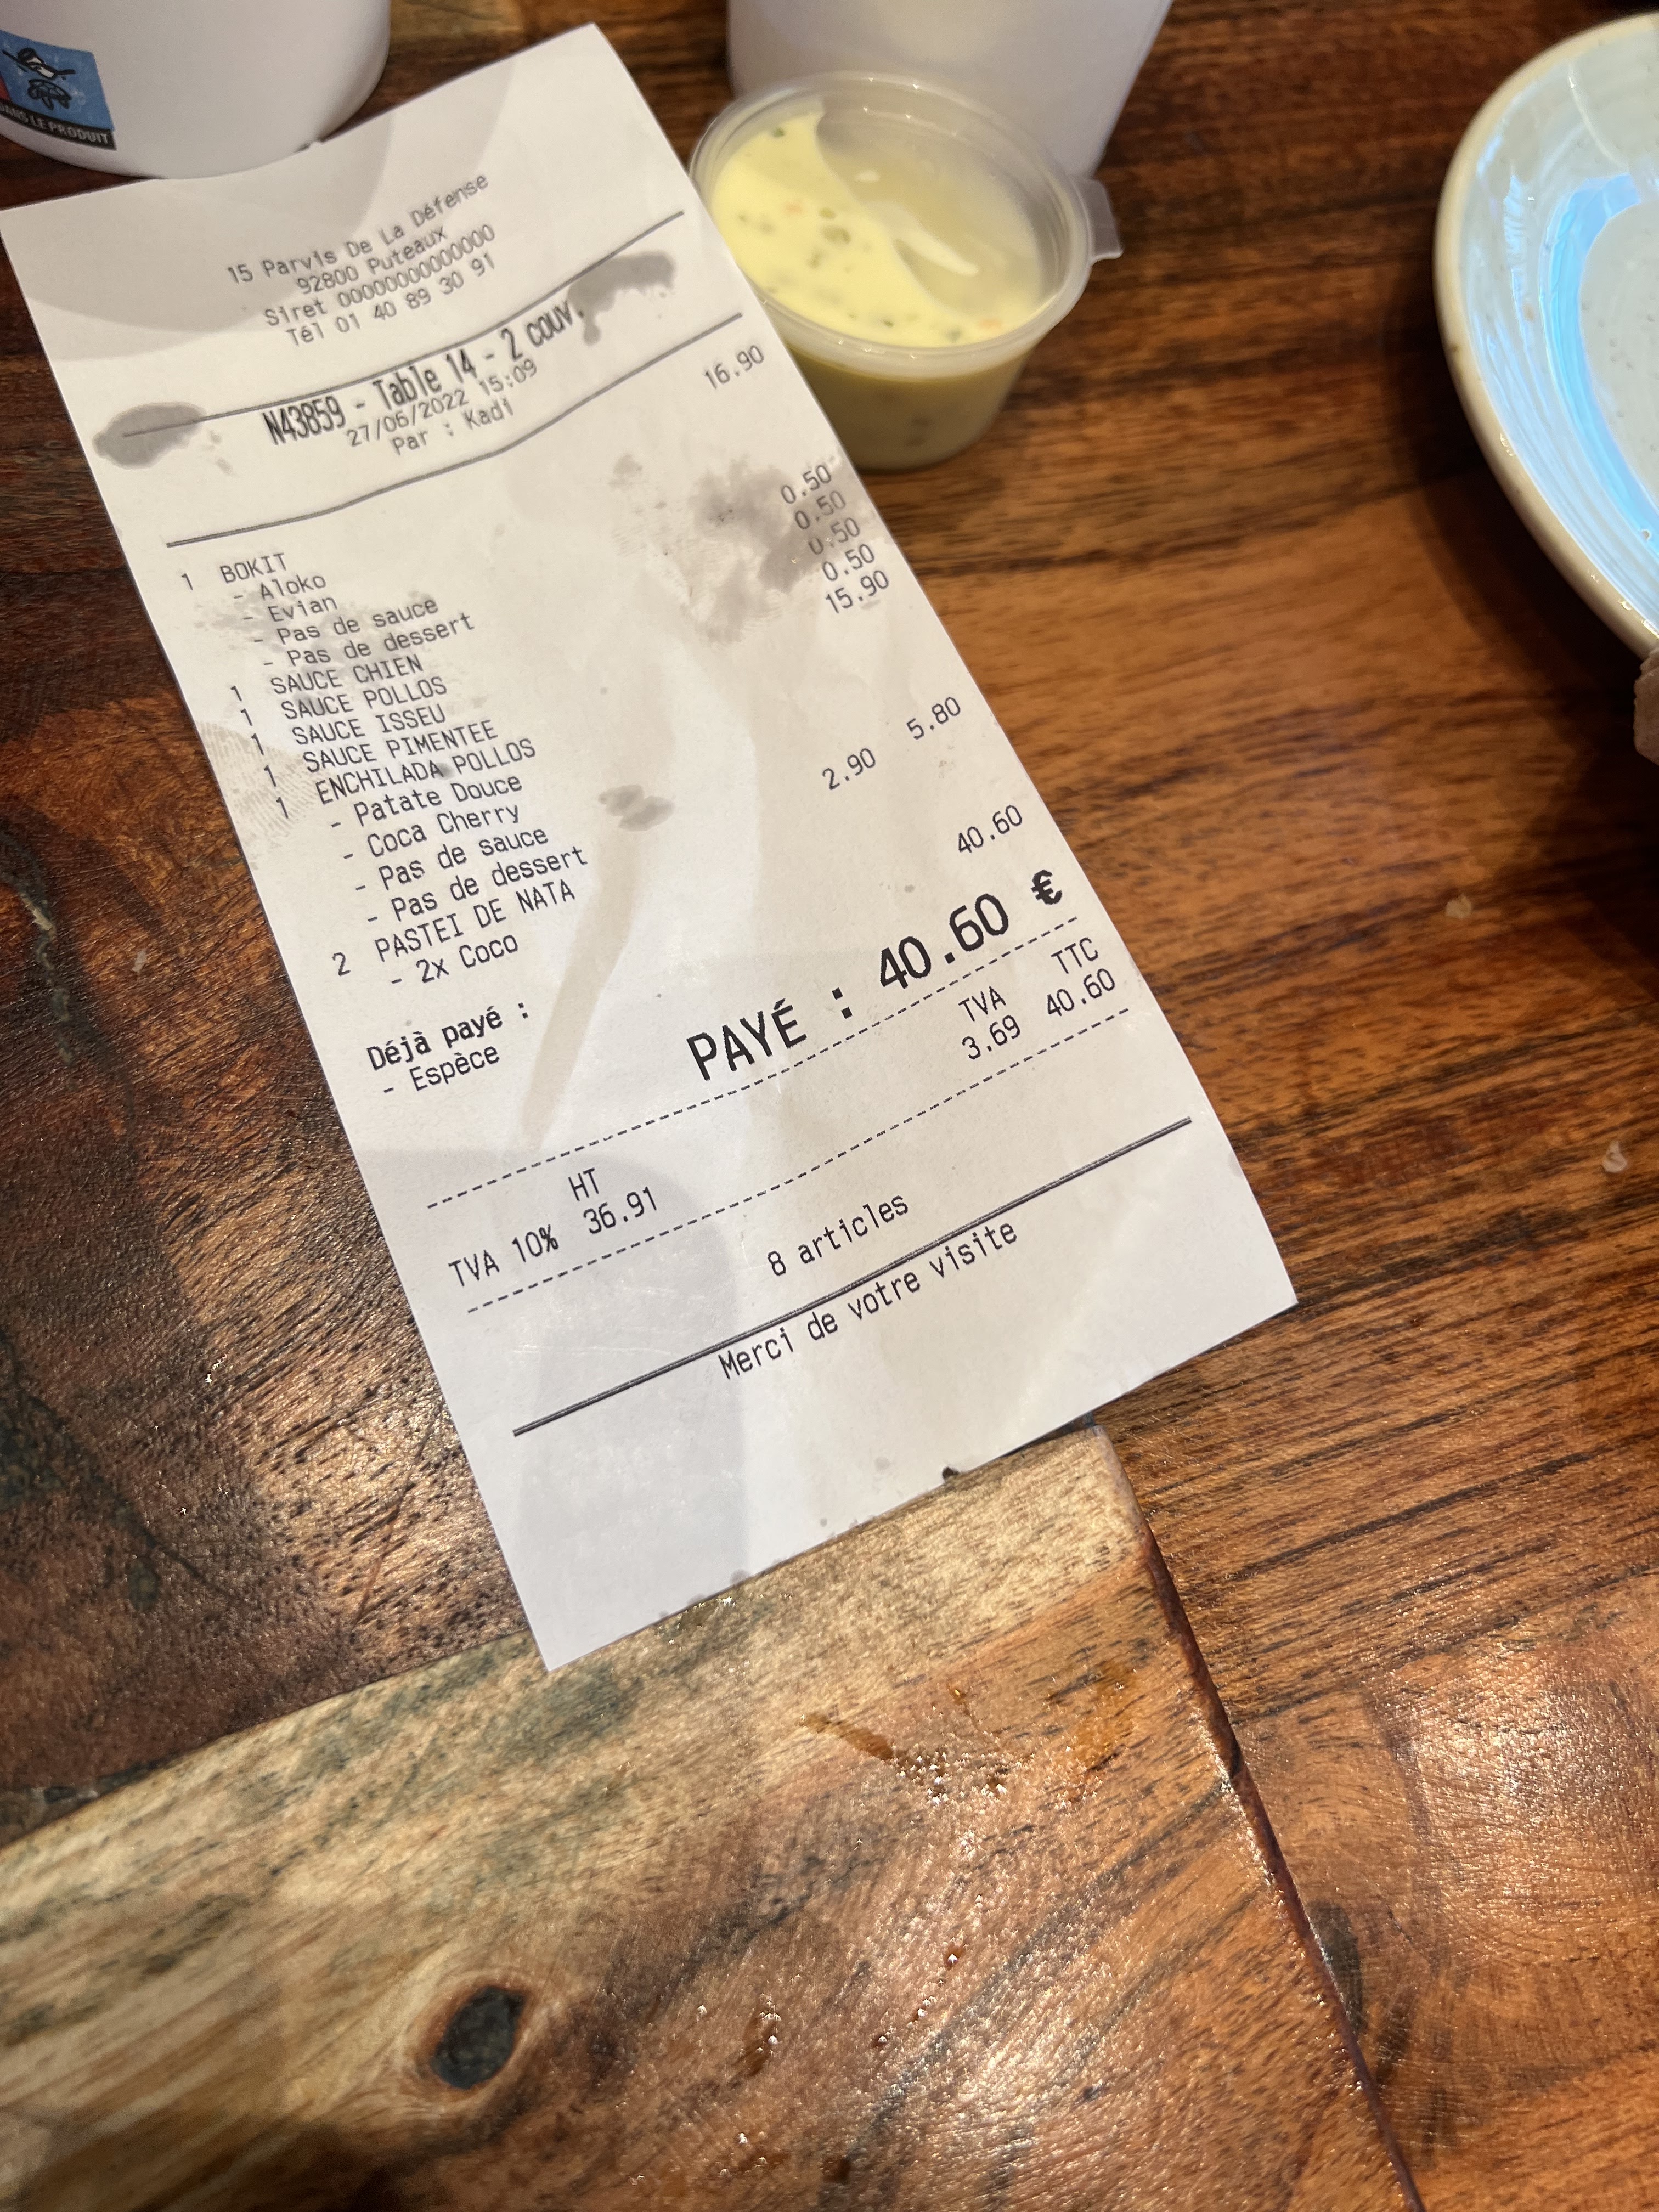 DANS LE PRODUIT
15 Parvis De La Défense
92800 Puteaux
Siret 00000000000000
Tél 01 40 89 30 91
N43859 - Table 14 - 2 couv.
27/06/2022 15:09
Par : Kadi
1 BOKIT 16.90
- Aloko
- Evian
- Pas de sauce
- Pas de dessert
1 SAUCE CHIEN 0.50
1 SAUCE POLLOS 0.50
1 SAUCE ISSEU 0.50
1 SAUCE PIMENTEE 0.50
1 ENCHILADA POLLOS 15.90
- Patate Douce
- Coca Cherry
- Pas de sauce
- Pas de dessert
2 PASTEI DE NATA 2.90 5.80
- 2x Coco
Déjà payé :
- Espèce 40.60
PAYÉ : 40.60 €
HT TVA TTC
TVA 10% 36.91 3.69 40.60
8 articles
Merci de votre visite